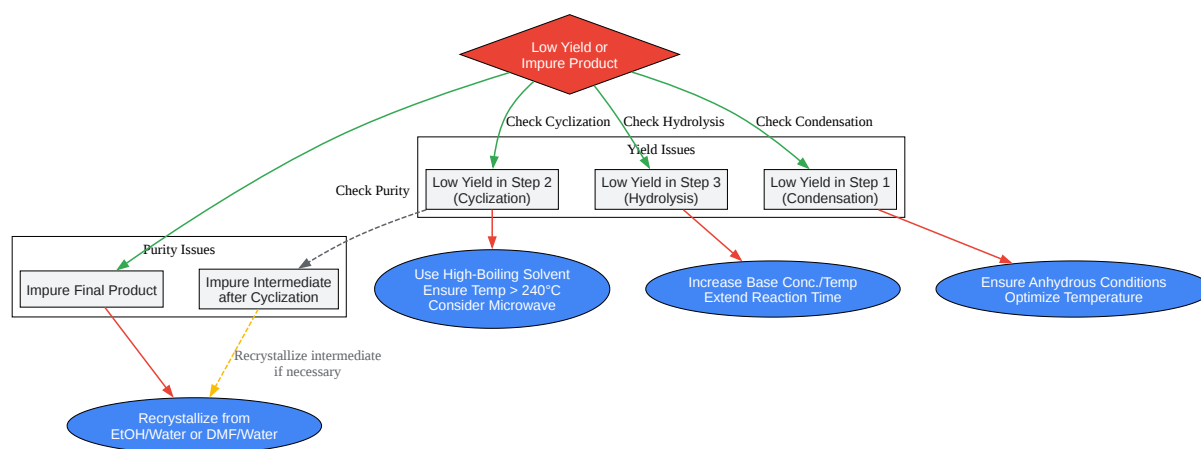 Low Yield or
Impure Product
Check Cyclization
Check Hydrolysis
Check Condensation
Yield Issues
Low Yield in Step 2
(Cyclization)
Low Yield in Step 3
(Hydrolysis)
Low Yield in Step 1
(Condensation)
Check Purity
Purity Issues
Impure Final Product
Impure Intermediate
after Cyclization
Use High-Boiling Solvent
Ensure Temp > 240°C
Consider Microwave
Increase Base Conc./Temp
Extend Reaction Time
Ensure Anhydrous Conditions
Optimize Temperature
Recrystallize intermediate
if necessary
Recrystallize from
EtOH/Water or DMF/Water